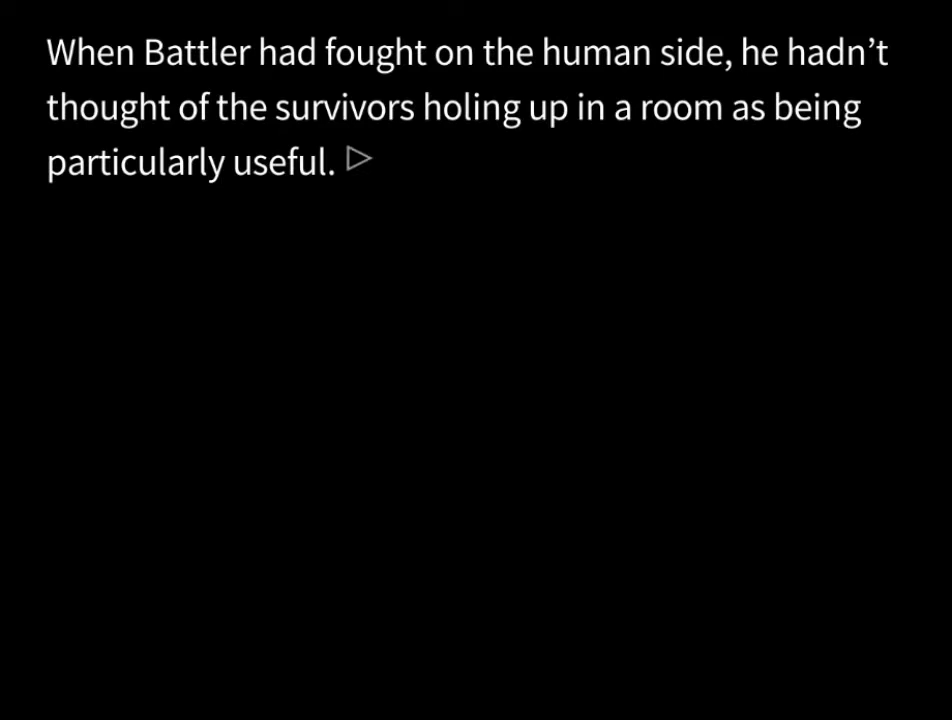 When Battler had fought on the human side, he hadn’t
thought of the survivors holing up in a room as being
particularly useful.